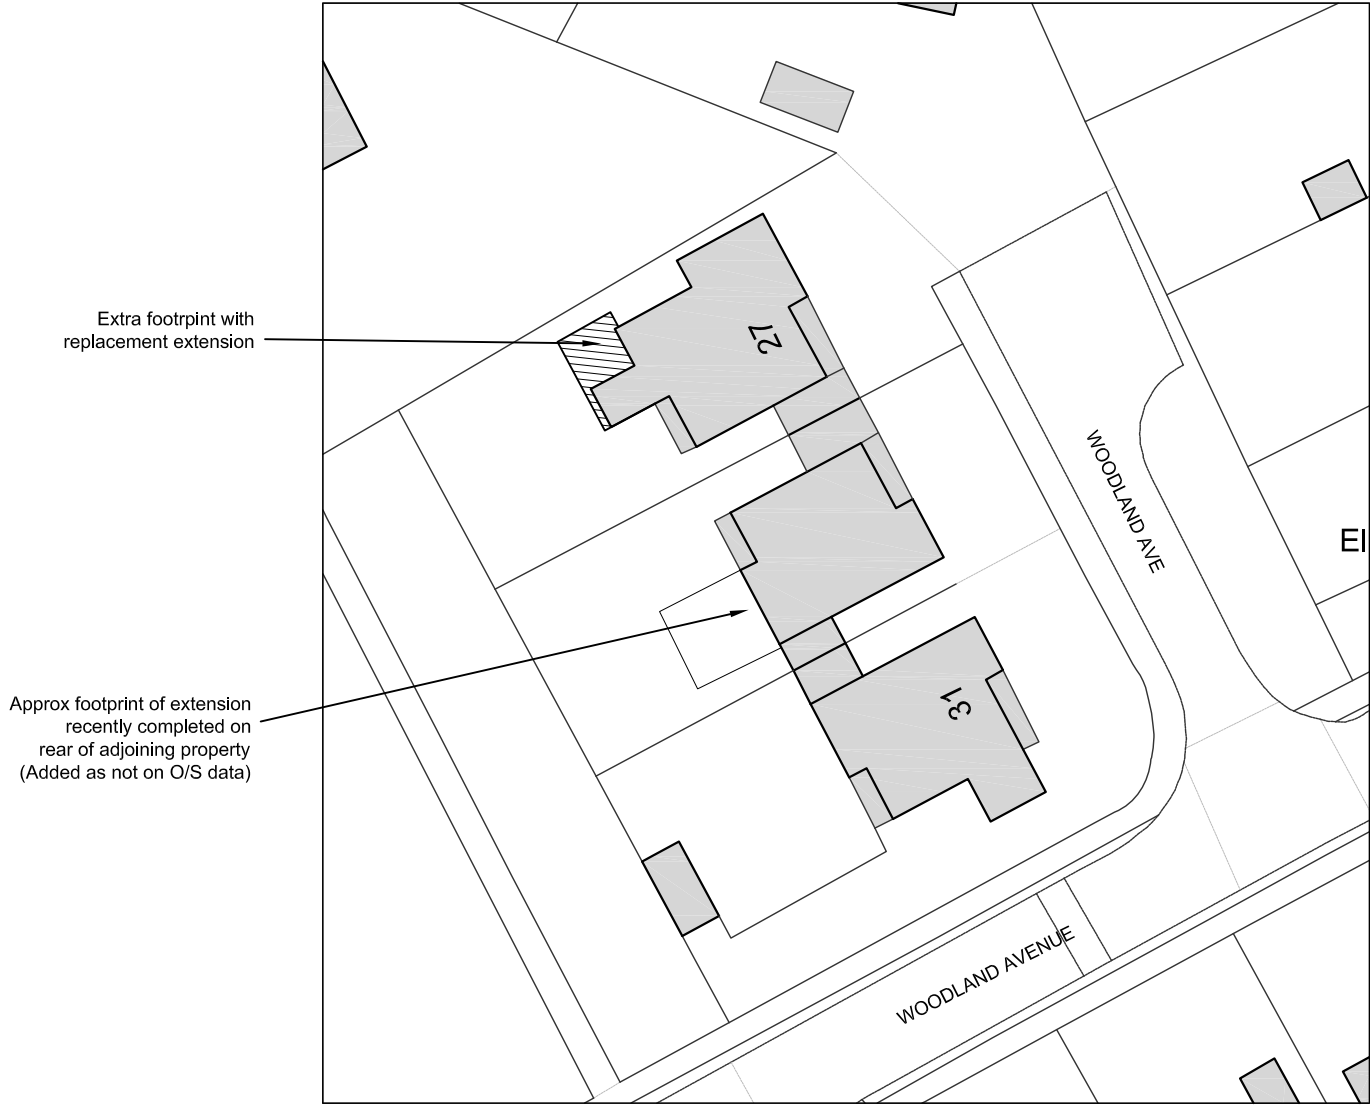 Extra footrpint with
replacement extension
27
WOODLAND AVE
El
Approx footprint of extension
recently completed on
rear of adjoining property
(Added as not on O/S data)
31
WOODLAND AVENUE